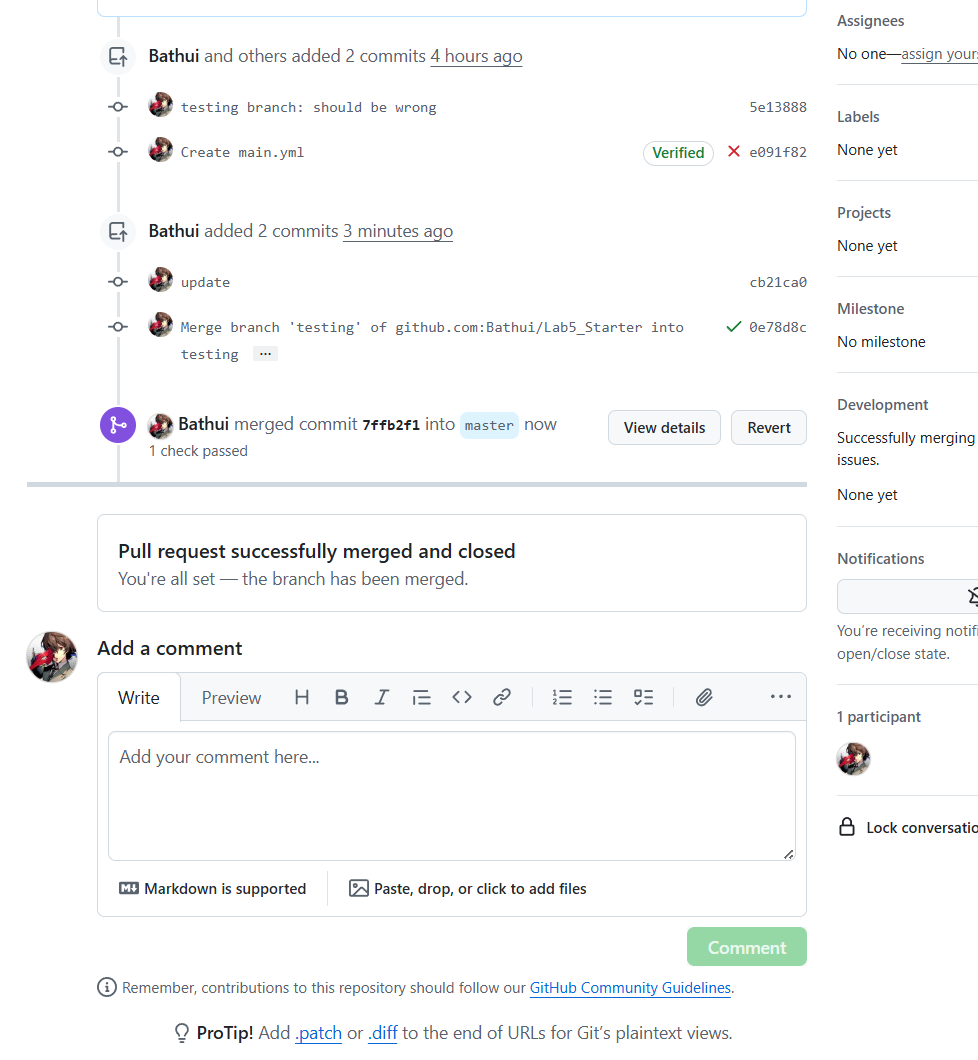 Bathui and others added 2 commits 4 hours ago
testing branch: should be wrong 5e13888
Create main.yml Verified e091f82
Bathui added 2 commits 3 minutes ago
update cb21ca0
Merge branch 'testing' of github.com:Bathui/Lab5_Starter into 0e78d8c
testing ...
Bathui merged commit 7ffb2f1 into master now View details Revert
1 check passed
Pull request successfully merged and closed
You're all set — the branch has been merged.
Add a comment
Write Preview
Add your comment here...
Markdown is supported Paste, drop, or click to add files
Comment
Remember, contributions to this repository should follow our GitHub Community Guidelines.
ProTip! Add .patch or .diff to the end of URLs for Git's plaintext views.
Assignees
No one—assign your
Labels
None yet
Projects
None yet
Milestone
No milestone
Development
Successfully merging
issues.
None yet
Notifications
You're receiving notif
open/close state.
1 participant
Lock conversatio